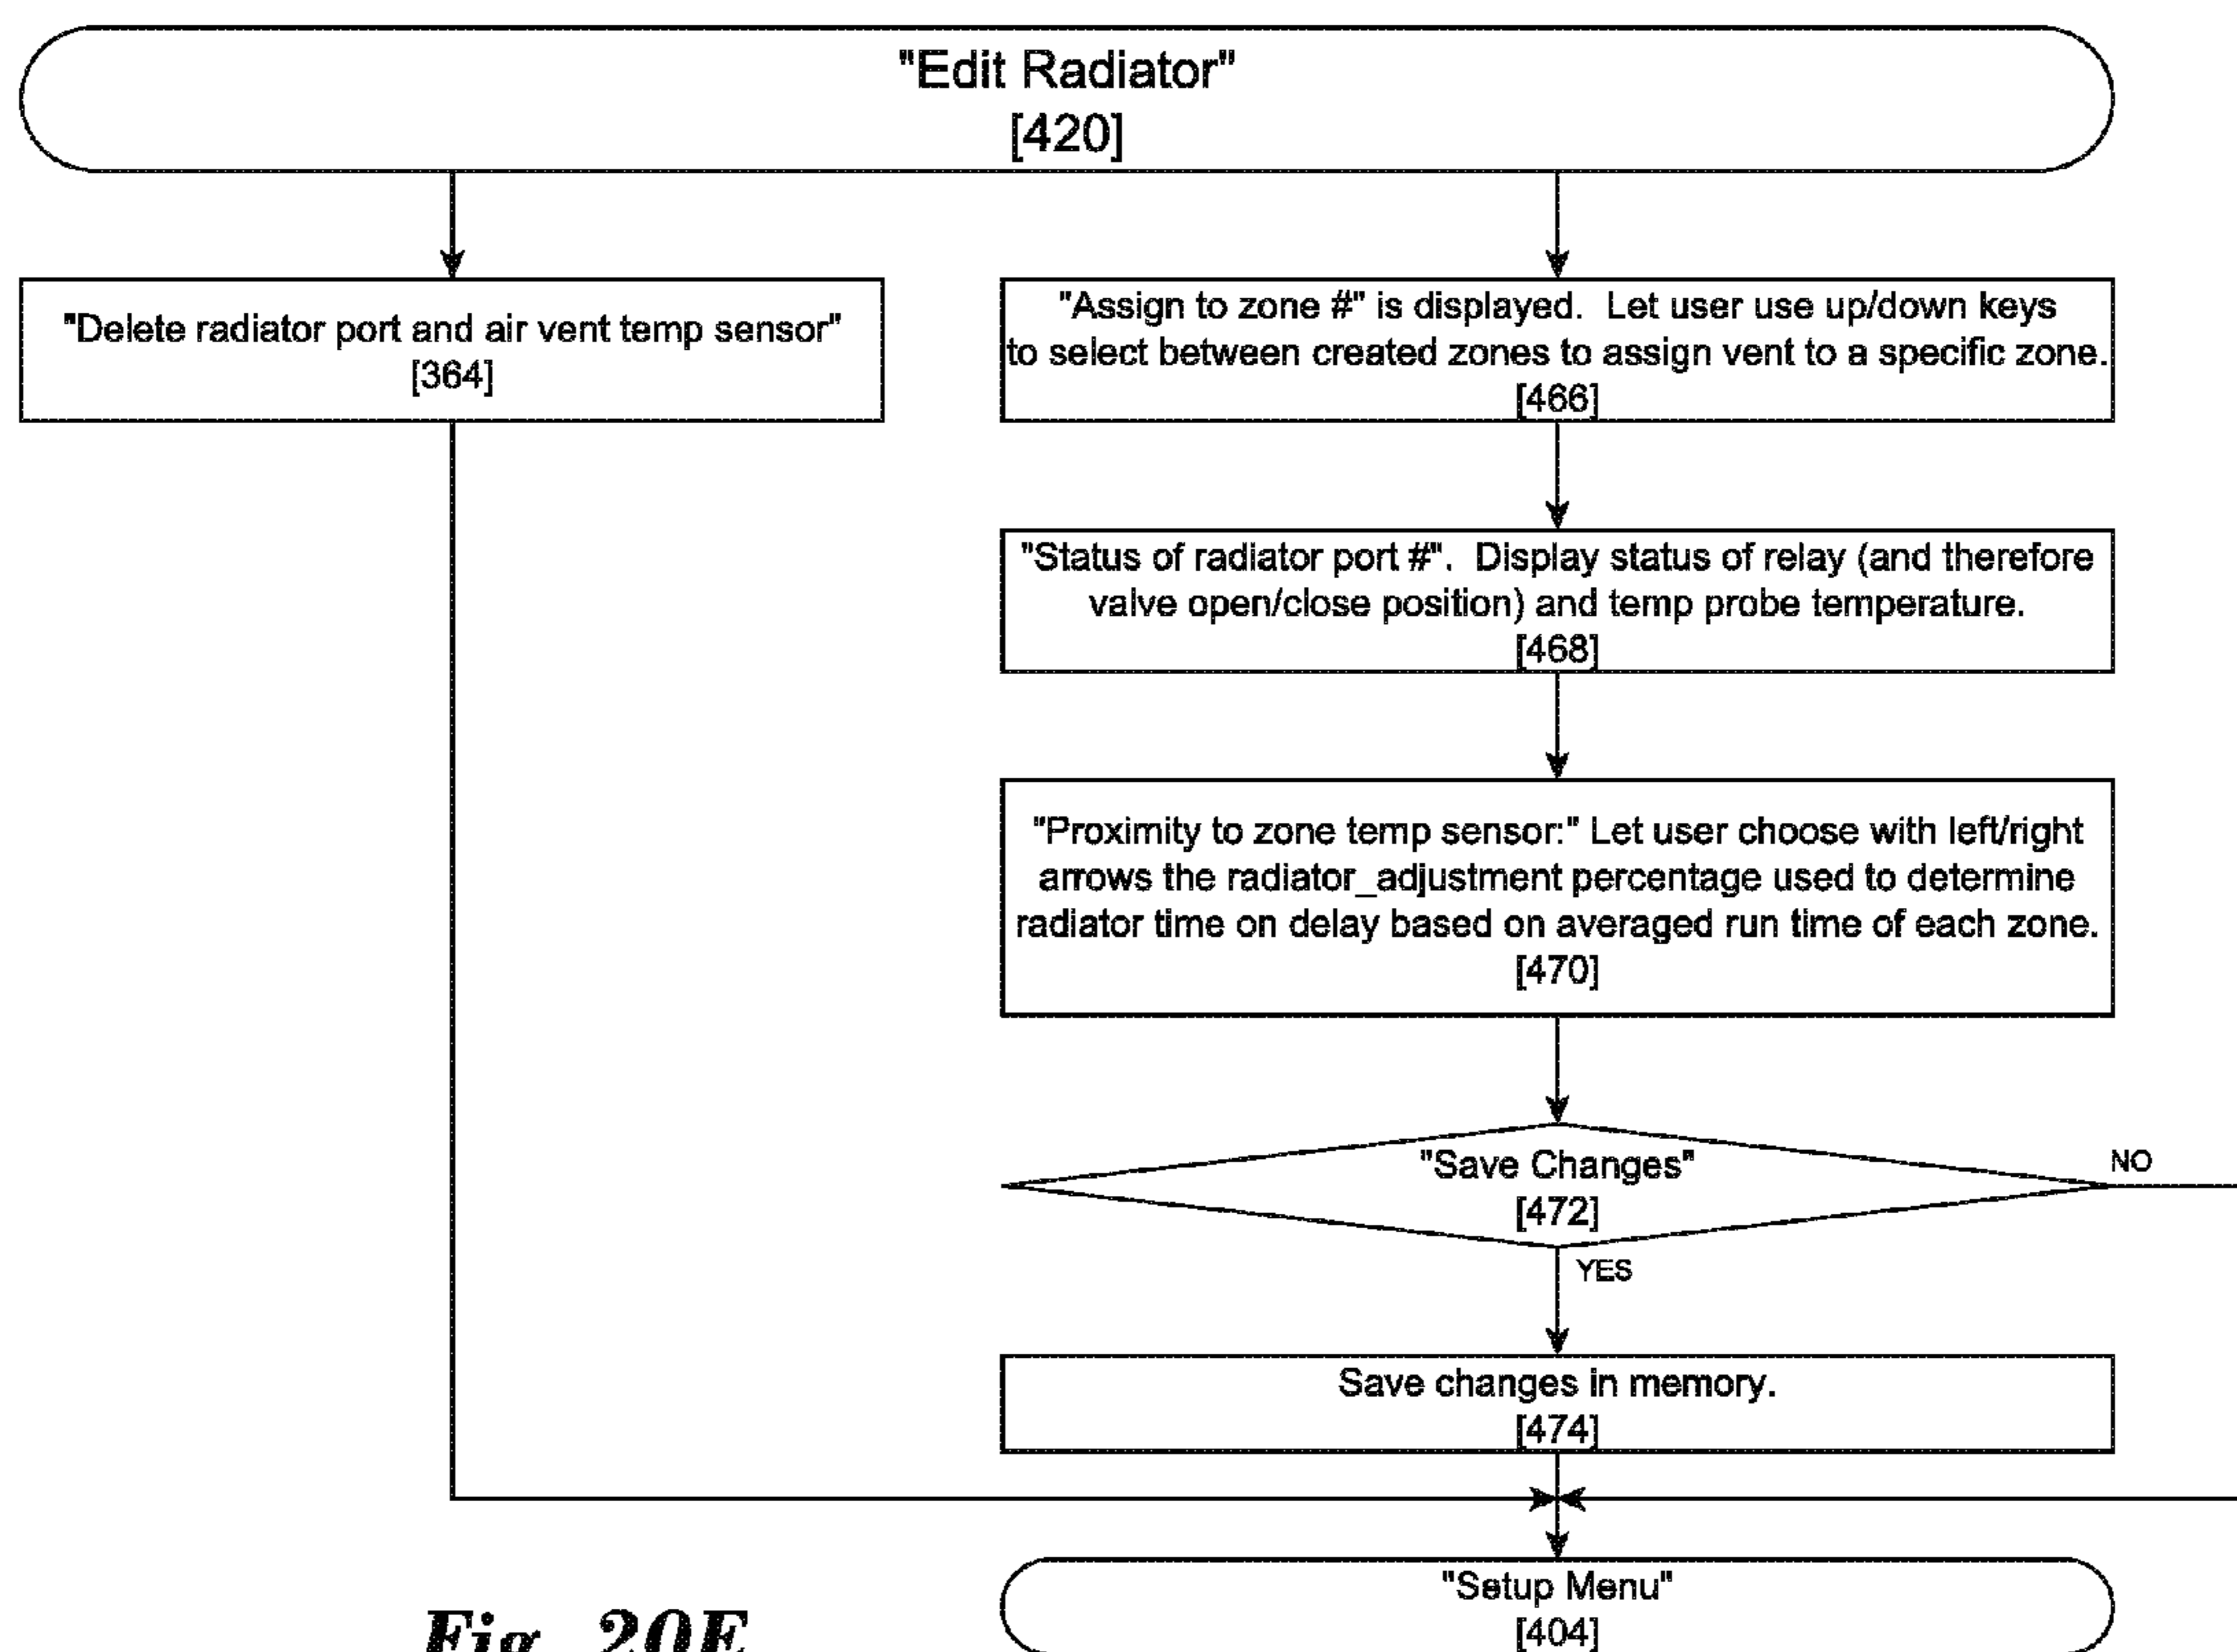 "Edit Radiator"
[420]
"Delete radiator port and air vent temp sensor"
[364]
"Assign to zone #" is displayed. Let user use up/down keys
to select between created zones to assign vent to a specific zone.
[466]
"Status of radiator port #". Display status of relay (and therefore
valve open/close position) and temp probe temperature.
[468]
"Proximity to zone temp sensor:" Let user choose with left/right
arrows the radiator_adjustment percentage used to determine
radiator time on delay based on averaged run time of each zone.
[470]
"Save Changes"
[472]
NO
YES
Save changes in memory.
[474]
"Setup Menu"
[404]
Fig. 20E